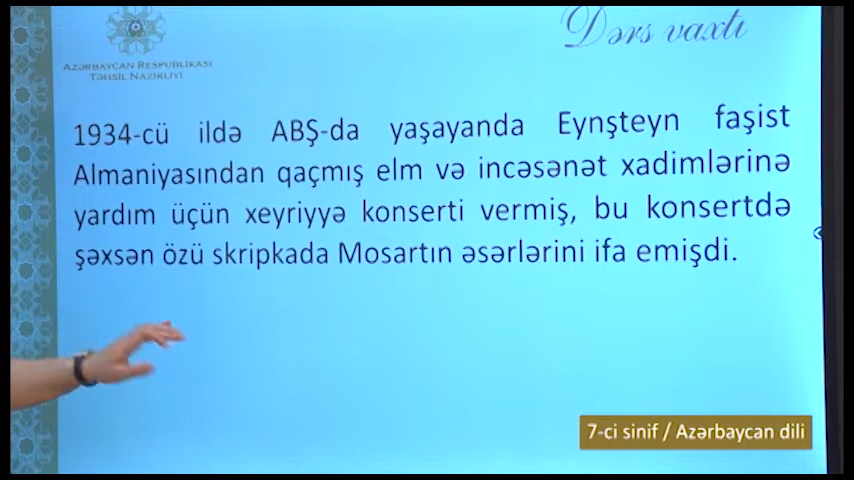 Dərs vaxtı
AZƏRBAYCAN RESPUBLİKASI
TƏHSİL NAZİRLİYİ
1934-cü ildə ABŞ-da yaşayanda Eynşteyn faşist
Almaniyasından qaçmış elm və incəsənət xadimlərinə
yardım üçün xeyriyyə konserti vermiş, bu konsertdə
şəxsən özü skripkada Mosartın əsərlərini ifa emişdi.
7-ci sinif / Azərbaycan dili